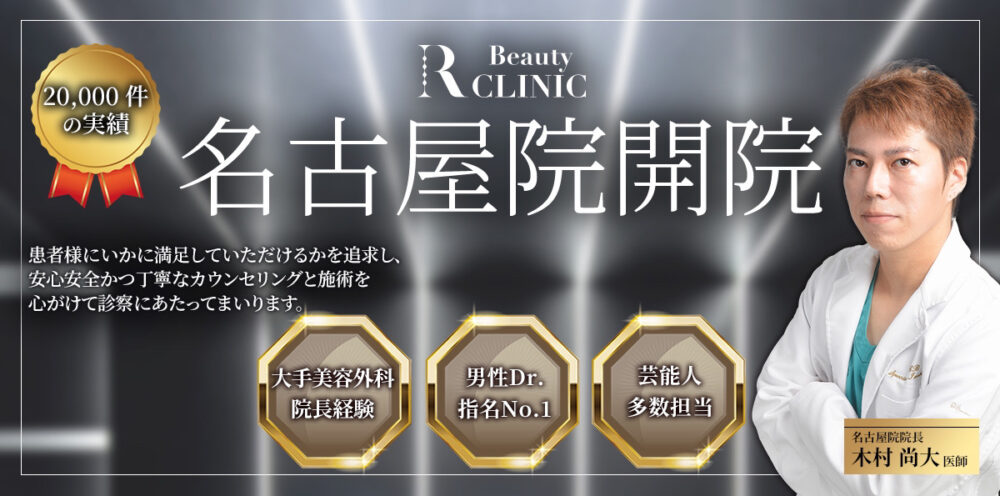 20,000 件
の実績
R Beauty
CLINIC
名古屋院開院
患者様にいかに満足していただけるかを追求し、
安心安全かつ丁寧なカウンセリングと施術を
心がけて診察にあたってまいります。
大手美容外科
院長経験
男性Dr.
指名No.1
芸能人
多数担当
名古屋院院長
木村 尚大 医師